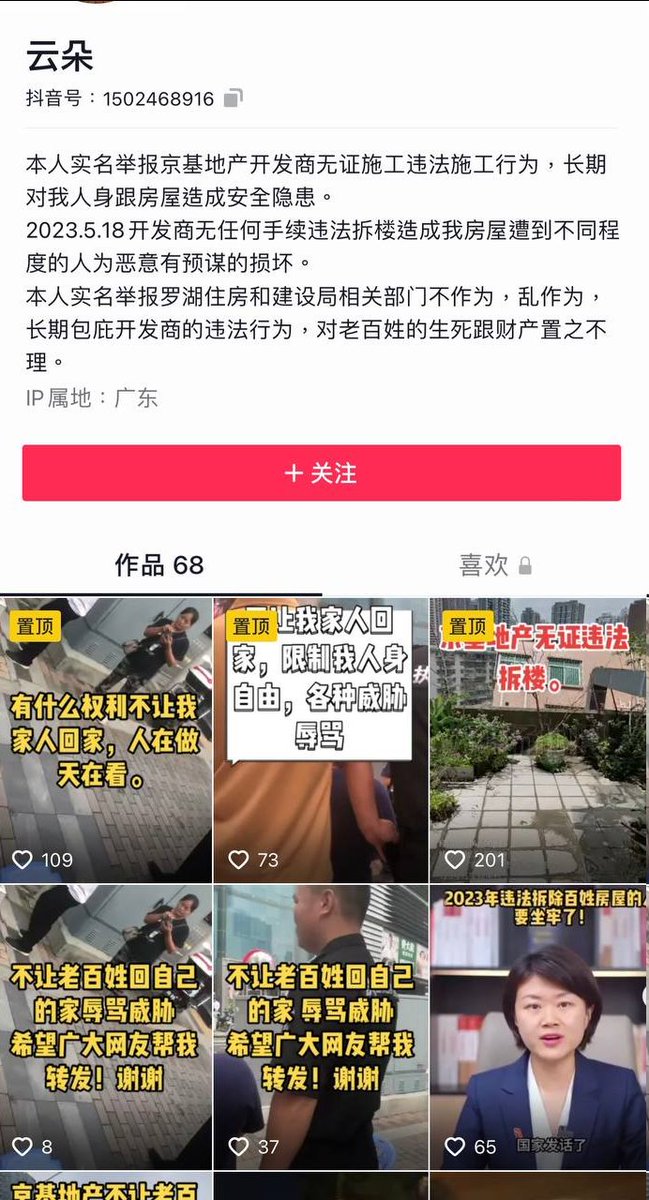 云朵
抖音号：1502468916
本人实名举报京基地产开发商无证施工违法施工行为，长期
对我人身跟房屋造成安全隐患。
2023.5.18开发商无任何手续违法拆楼造成我房屋遭到不同程
度的人为恶意有预谋的损坏。
本人实名举报罗湖住房和建设局相关部门不作为，乱作为，
长期包庇开发商的违法行为，对老百姓的生死跟财产置之不
理。
IP属地：广东
+ 关注
作品 68
喜欢
置顶
有什么权利不让我
家人回家，人在做
天在看。
109
置顶
让我家人回
家，限制我人身
自由，各种威胁
辱骂
73
置顶
地产无证违法
拆楼。
201
不让老百姓回自己
的家辱骂威胁
希望广大网友帮我
转发！谢谢
8
不让老百姓回自己
的家 辱骂威胁
希望广大网友帮我
转发！谢谢
37
2023年违法拆除百姓房屋的
要坐牢了！
国家发话了
65
京基地产不让老百